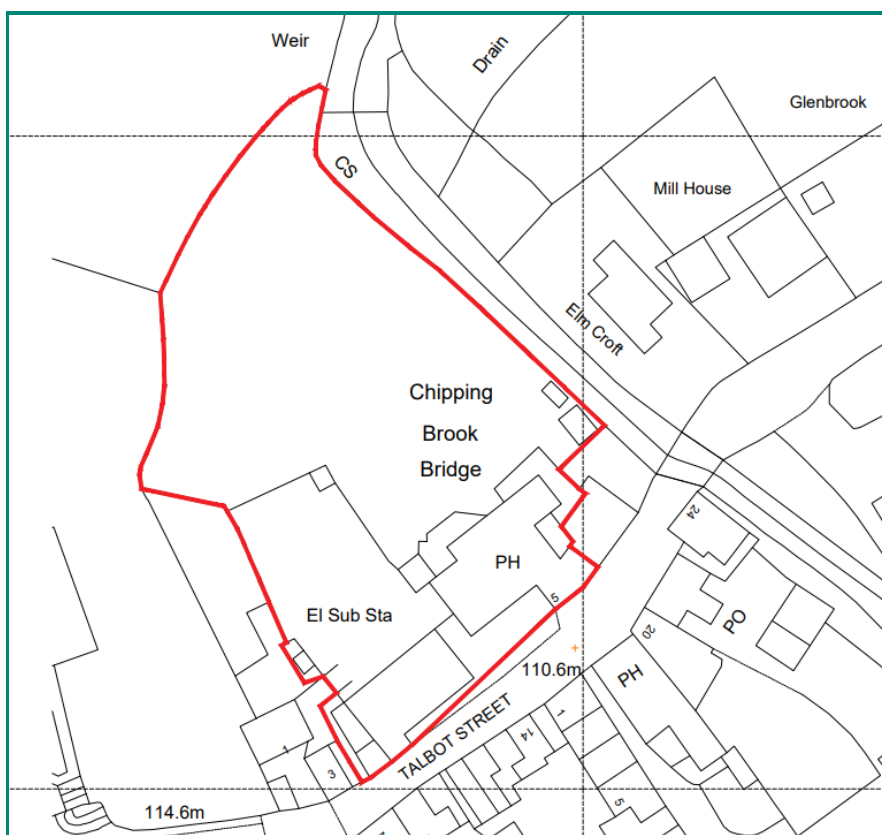 Weir
Drain
Glenbrook
CS
Mill House
Elm Croft
Chipping
Brook
Bridge
24
PH
5
El Sub Sta
PO
20
110.6m
PH
TALBOT STREET
1
14
1
3
5
114.6m